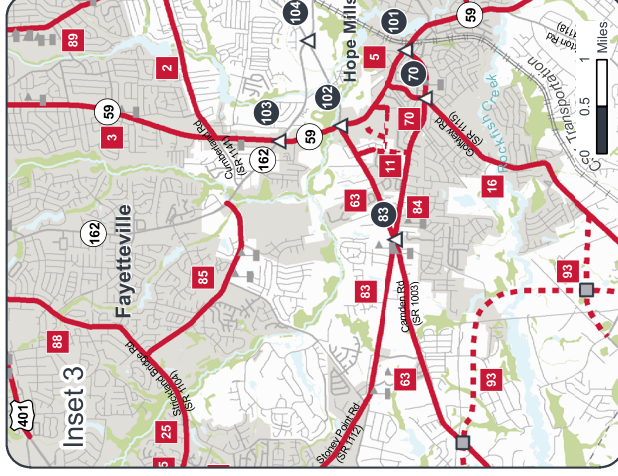 104
89
101
59
Hope Mills
5
2
70
102
103
59
59
3
Cumberland Rd
(SR 1141)
162
70
11
Golfview Rd
(SR 1115)
Rockfish Creek
CSX Transportation
0
0.5
1
Miles
16
63
83
84
162
Fayetteville
85
83
Camden Rd
(SR 1003)
93
88
Strickland Bridge Rd
(SR 1104)
63
93
401
Inset 3
25
Stoney Point Rd
(SR 1112)